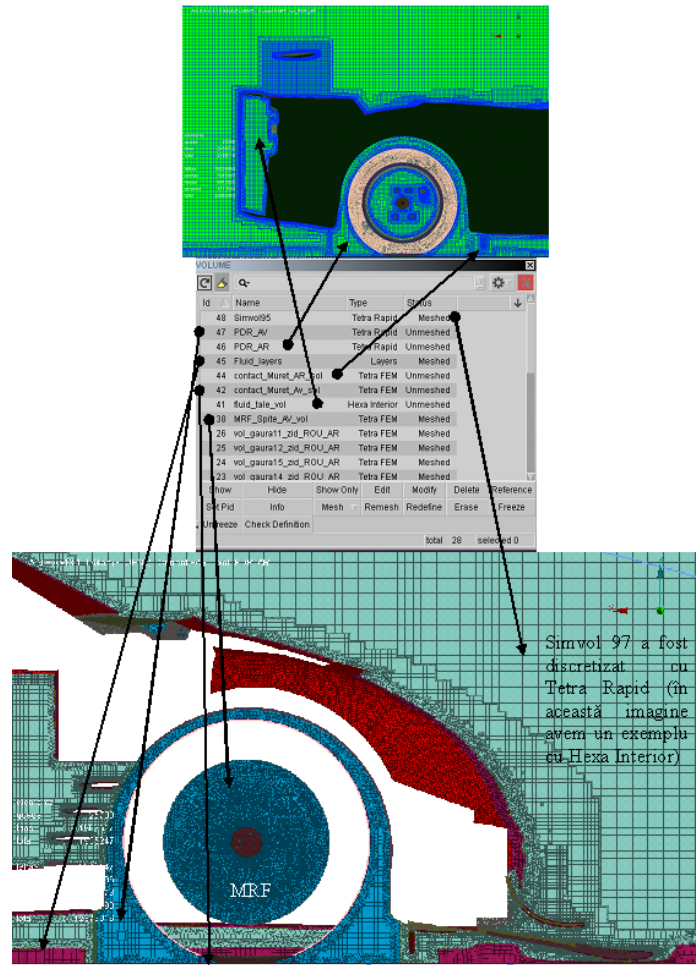 VOLUME
Id Name Type Status
48 Simvol95 Tetra Rapid Meshed
47 PDR_AV Tetra Rapid Unmeshed
46 PDR_AR Tetra Rapid Unmeshed
45 Fluid_layers Layers Meshed
44 contact_Muret_AR_sol Tetra FEM Unmeshed
42 contact_Muret_Av_sol Tetra FEM Unmeshed
41 fluid_tale_vol Hexa Interior Unmeshed
38 MRF_Spite_AV_vol Tetra FEM Meshed
26 vol_gaura11_zid_ROU_AR Tetra FEM Meshed
25 vol_gaura12_zid_ROU_AR Tetra FEM Meshed
24 vol_gaura15_zid_ROU_AR Tetra FEM Meshed
23 vol_gaura14_zid_ROU_AR Tetra FEM Meshed
Show Hide Show Only Edit Modify Delete Reference
Set Pid Info Mesh Remesh Redefine Erase Freeze
Unfreeze Check Definition
total 28 selected 0
Simvol 97 a fost
discretizat cu
Tetra Rapid (în
această imagine
avem un exemplu
cu Hexa Interior)
MRF